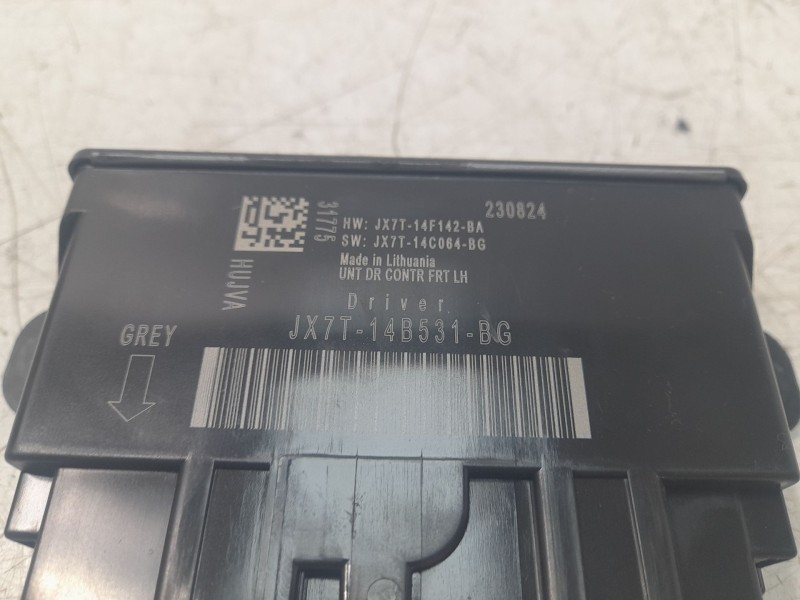 31775
230824
HW: JX7T-14F142-BA
SW: JX7T-14C064-BG
Made in Lithuania
UNT DR CONTR FRT LH
HUJVA
Driver
JX7T-14B531-BG
GREY